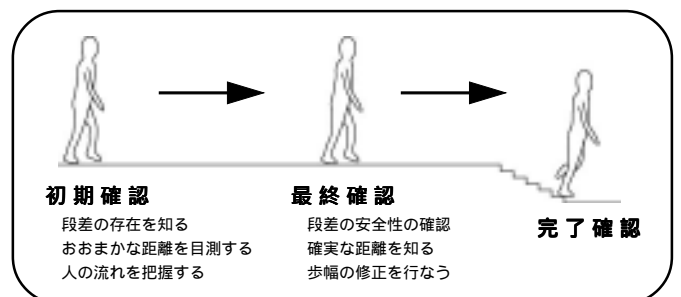 初期確認
段差の存在を知る
おおまかな距離を目測する
人の流れを把握する
最終確認
段差の安全性の確認
確実な距離を知る
歩幅の修正を行なう
完了確認